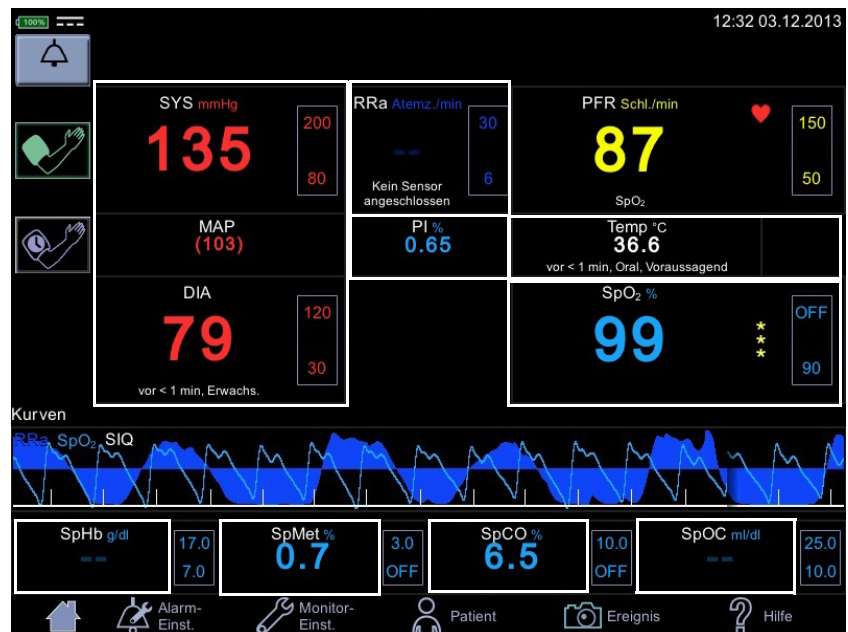 100%
12:32 03.12.2013
SYS mmHg
135
200
80
RRa Atemz./min
--
30
6
Kein Sensor
angeschlossen
PFR Schl./min
87
150
50
SpO₂
MAP
(103)
PI %
0.65
Temp °C
36.6
vor < 1 min, Oral, Voraussagend
DIA
79
120
30
vor < 1 min, Erwachs.
SpO₂ %
99
***
OFF
90
Kurven
RRa SpO₂ SIQ
SpHb g/dl
--
17.0
7.0
SpMet %
0.7
3.0
OFF
SpCO %
6.5
10.0
OFF
SpOC ml/dl
--
25.0
10.0
Alarm-
Einst.
Monitor-
Einst.
Patient
Ereignis
Hilfe